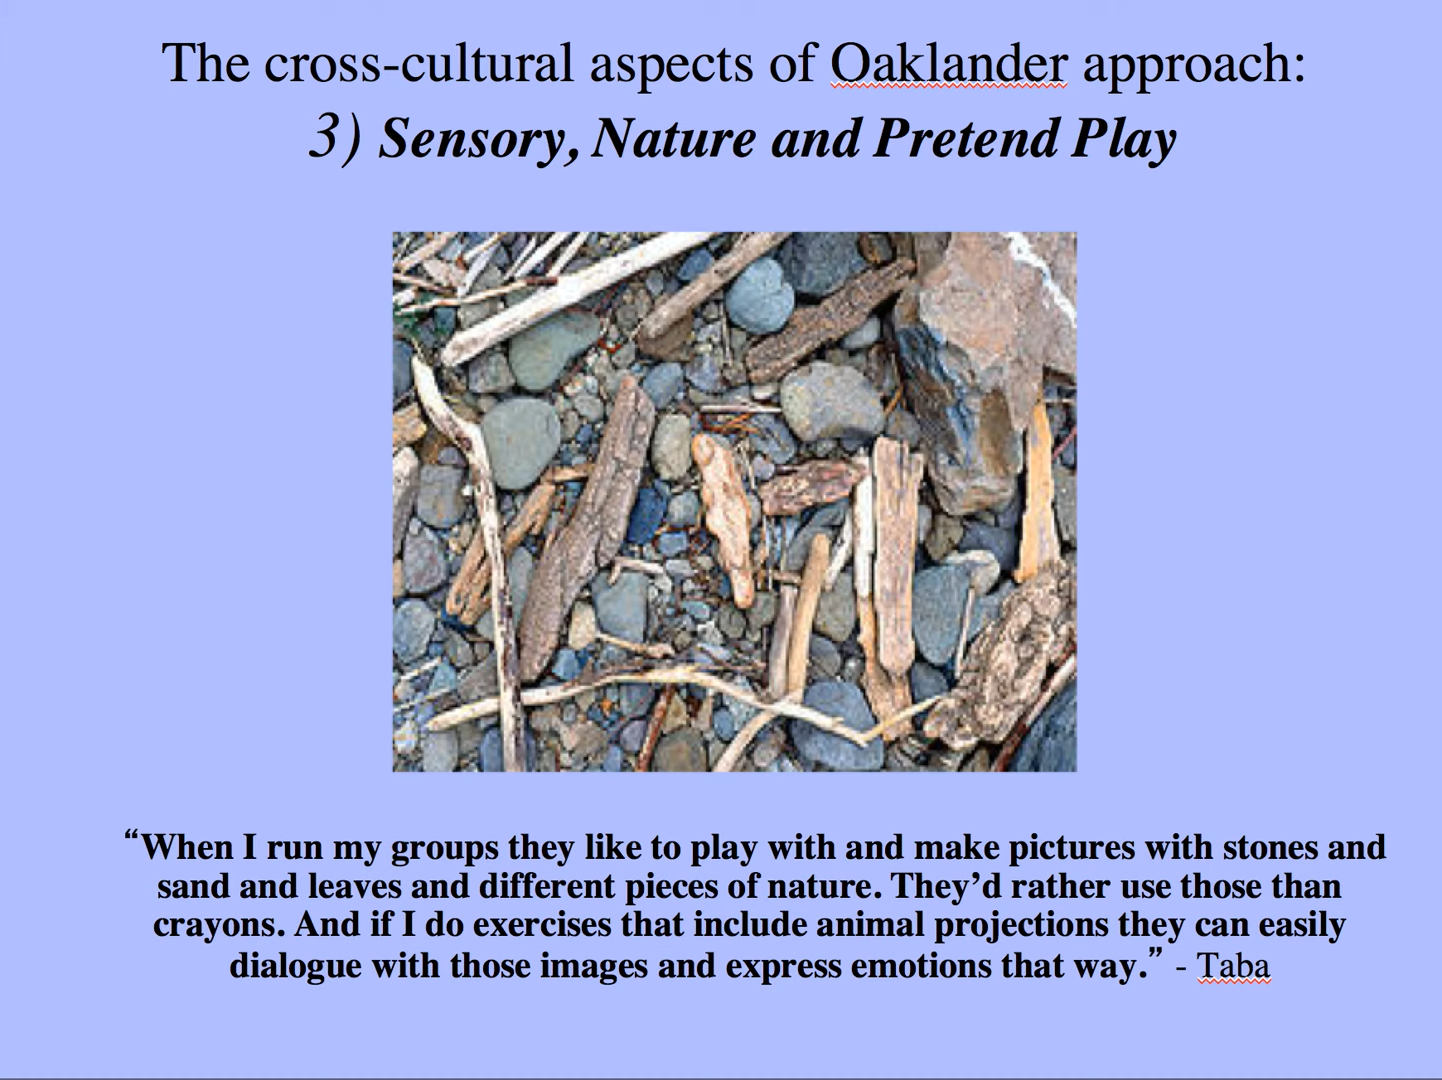 The cross-cultural aspects of Oaklander approach:
3) Sensory, Nature and Pretend Play
“When I run my groups they like to play with and make pictures with stones and
sand and leaves and different pieces of nature. They’d rather use those than
crayons. And if I do exercises that include animal projections they can easily
dialogue with those images and express emotions that way.” - Taba